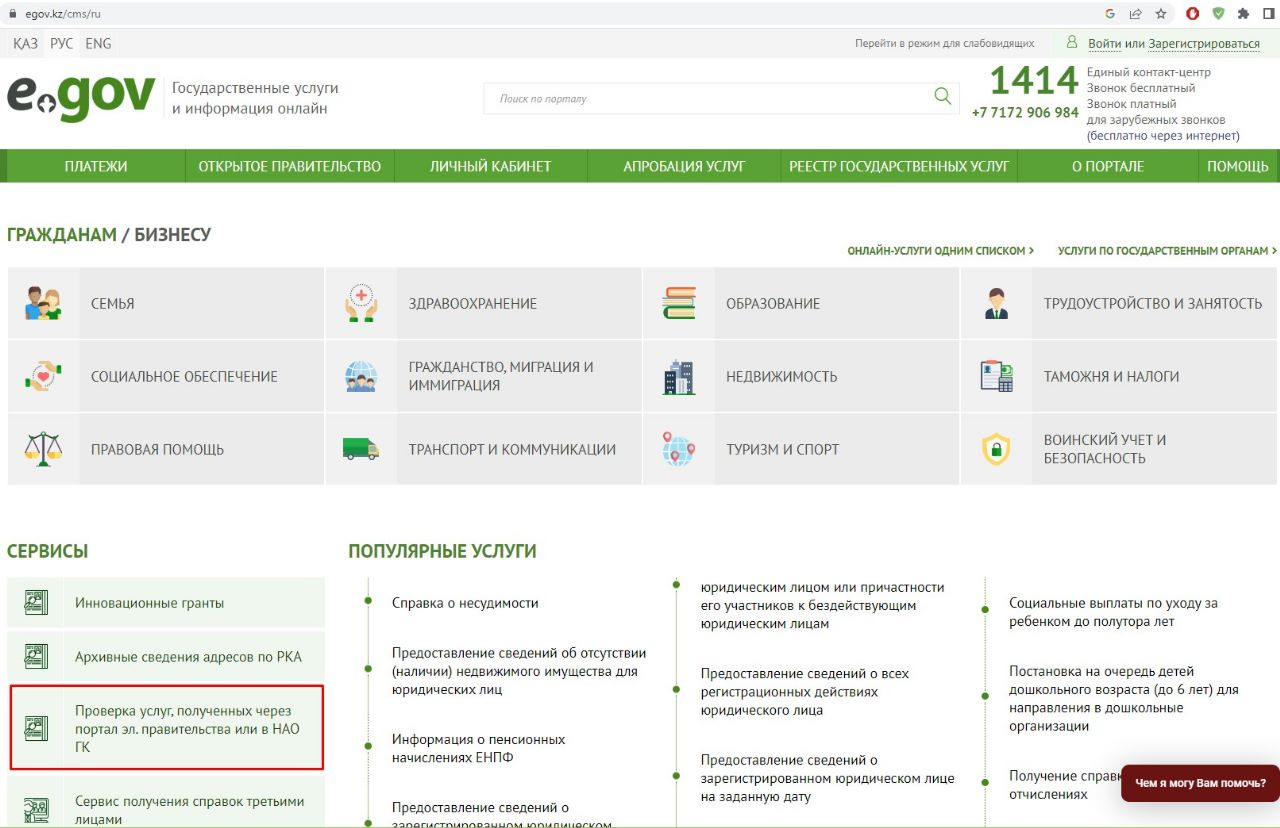 egov.kz/cms/ru
ҚАЗ РУС ENG
Перейти в режим для слабовидящих
Войти или Зарегистрироваться
e.gov
Государственные услуги
и информация онлайн
Поиск по порталу
1414
+7 7172 906 984
Единый контакт-центр
Звонок бесплатный
Звонок платный
для зарубежных звонков
(бесплатно через интернет)
ПЛАТЕЖИ
ОТКРЫТОЕ ПРАВИТЕЛЬСТВО
ЛИЧНЫЙ КАБИНЕТ
АПРОБАЦИЯ УСЛУГ
РЕЕСТР ГОСУДАРСТВЕННЫХ УСЛУГ
О ПОРТАЛЕ
ПОМОЩЬ
ГРАЖДАНАМ / БИЗНЕСУ
ОНЛАЙН-УСЛУГИ ОДНИМ СПИСКОМ
УСЛУГИ ПО ГОСУДАРСТВЕННЫМ ОРГАНАМ
СЕМЬЯ
ЗДРАВООХРАНЕНИЕ
ОБРАЗОВАНИЕ
ТРУДОУСТРОЙСТВО И ЗАНЯТОСТЬ
СОЦИАЛЬНОЕ ОБЕСПЕЧЕНИЕ
ГРАЖДАНСТВО, МИГРАЦИЯ И
ИММИГРАЦИЯ
НЕДВИЖИМОСТЬ
ТАМОЖНЯ И НАЛОГИ
ПРАВОВАЯ ПОМОЩЬ
ТРАНСПОРТ И КОММУНИКАЦИИ
ТУРИЗМ И СПОРТ
ВОИНСКИЙ УЧЕТ И
БЕЗОПАСНОСТЬ
СЕРВИСЫ
Инновационные гранты
Архивные сведения адресов по РКА
Проверка услуг, полученных через
портал эл. правительства или в НАО
ГК
Сервис получения справок третьими
лицами
ПОПУЛЯРНЫЕ УСЛУГИ
Справка о несудимости
Предоставление сведений об отсутствии
(наличии) недвижимого имущества для
юридических лиц
Информация о пенсионных
начислениях ЕНПФ
Предоставление сведений о
зарегистрированном юридическом
юридическим лицом или причастности
его участников к бездействующим
юридическим лицам
Предоставление сведений о всех
регистрационных действиях
юридического лица
Предоставление сведений о
зарегистрированном юридическом лице
на заданную дату
Социальные выплаты по уходу за
ребенком до полутора лет
Постановка на очередь детей
дошкольного возраста (до 6 лет) для
направления в дошкольные
организации
Получение
отчислениях
Чем я могу Вам помочь?